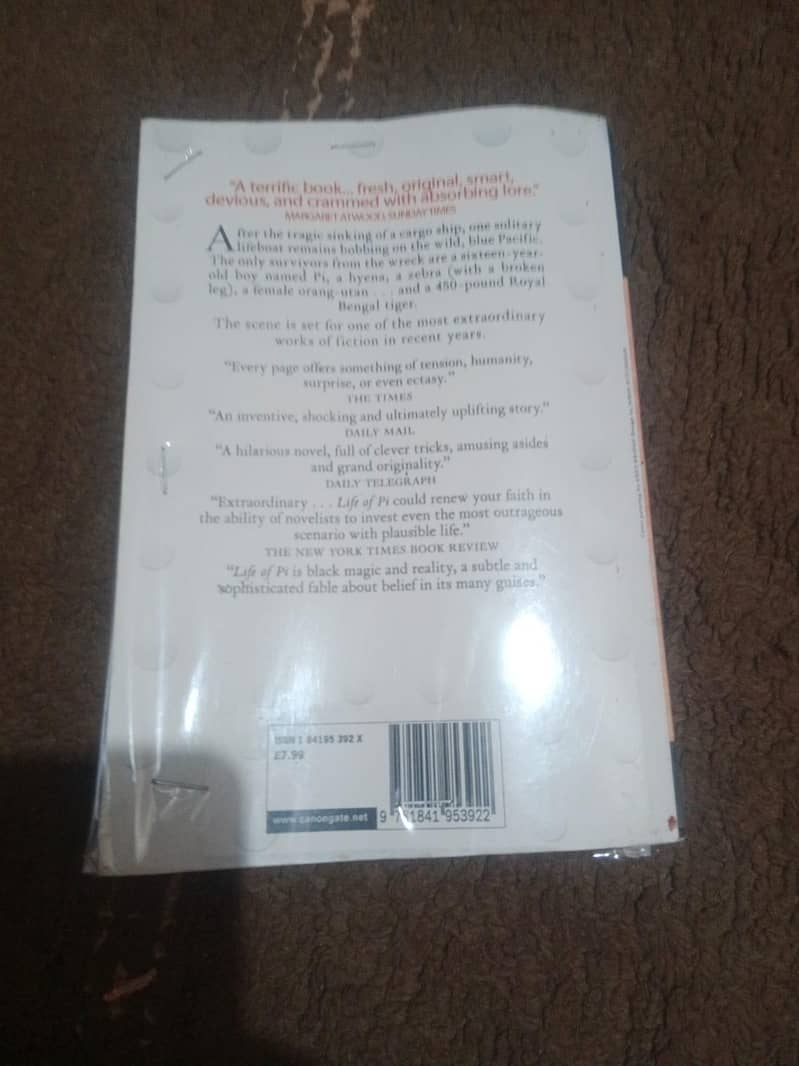 "A terrific book... fresh, original, smart,
devious, and crammed with absorbing lore."
MARGARET ATWOOD, SUNDAY TIMES
After the tragic sinking of a cargo ship, one solitary
lifeboat remains bobbing on the wild, blue Pacific.
The only survivors from the wreck are a sixteen-year-
old boy named Pi, a hyena, a zebra (with a broken
leg), a female orang-utan . . . and a 450-pound Royal
Bengal tiger.
The scene is set for one of the most extraordinary
works of fiction in recent years.
"Every page offers something of tension, humanity,
surprise, or even ectasy."
THE TIMES
"An inventive, shocking and ultimately uplifting story."
DAILY MAIL
"A hilarious novel, full of clever tricks, amusing asides
and grand originality."
DAILY TELEGRAPH
"Extraordinary . . . Life of Pi could renew your faith in
the ability of novelists to invest even the most outrageous
scenario with plausible life."
THE NEW YORK TIMES BOOK REVIEW
"Life of Pi is black magic and reality, a subtle and
sophisticated fable about belief in its many guises."
ISBN 1 84195 392 X
£7.99
www.canongate.net
9 781841 953922